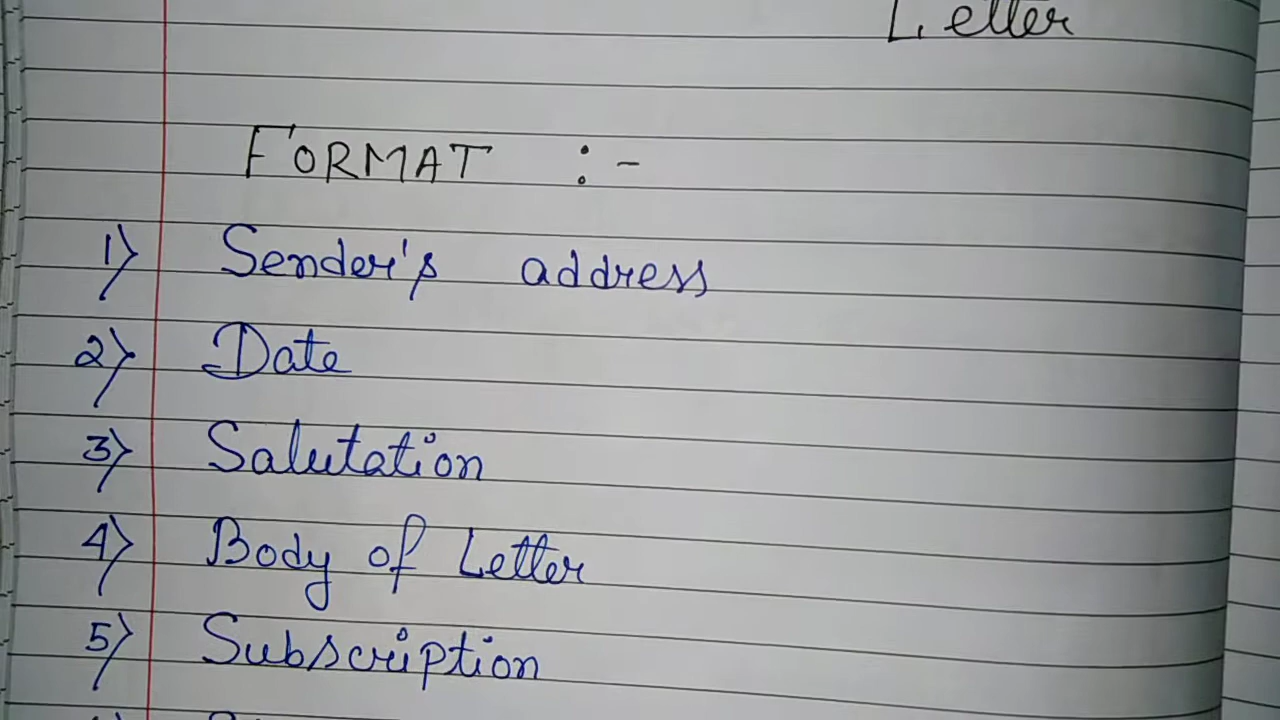 Letter
FORMAT :-
1) Sender's address
2) Date
3) Salutation
4) Body of Letter
5) Subscription